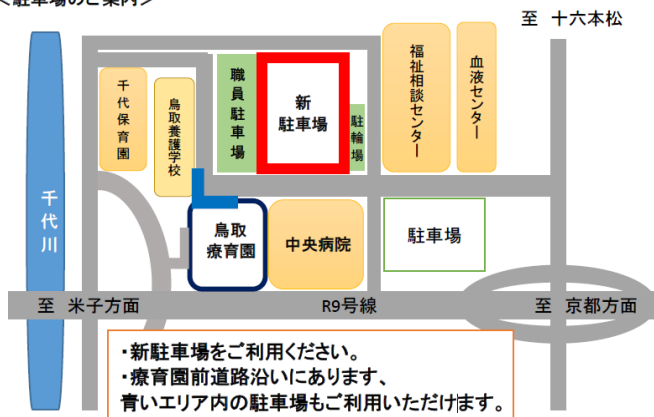 ＜駐車場のご案内＞
至 十六本松
千代保育園
鳥取養護学校
職員駐車場
新
駐車場
駐輪場
福祉相談センター
血液センター
千代川
鳥取
療育園
中央病院
駐車場
至 米子方面
R9号線
至 京都方面
・新駐車場をご利用ください。
・療育園前道路沿いにあります、
青いエリア内の駐車場もご利用いただけます。